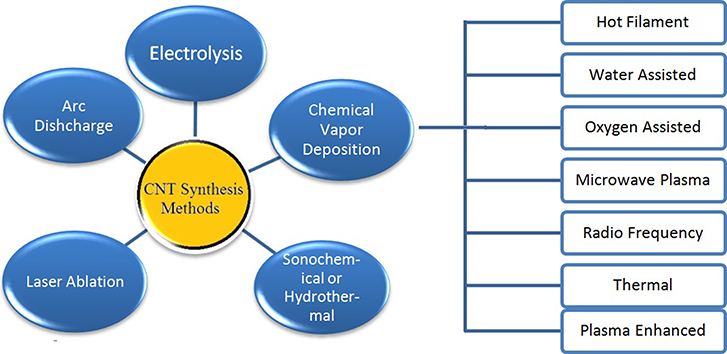 Electrolysis
Arc
Dishcharge
Chemical
Vapor
Deposition
CNT Synthesis
Methods
Laser Ablation
Sonochem-
ical or
Hydrother-
mal
Hot Filament
Water Assisted
Oxygen Assisted
Microwave Plasma
Radio Frequency
Thermal
Plasma Enhanced